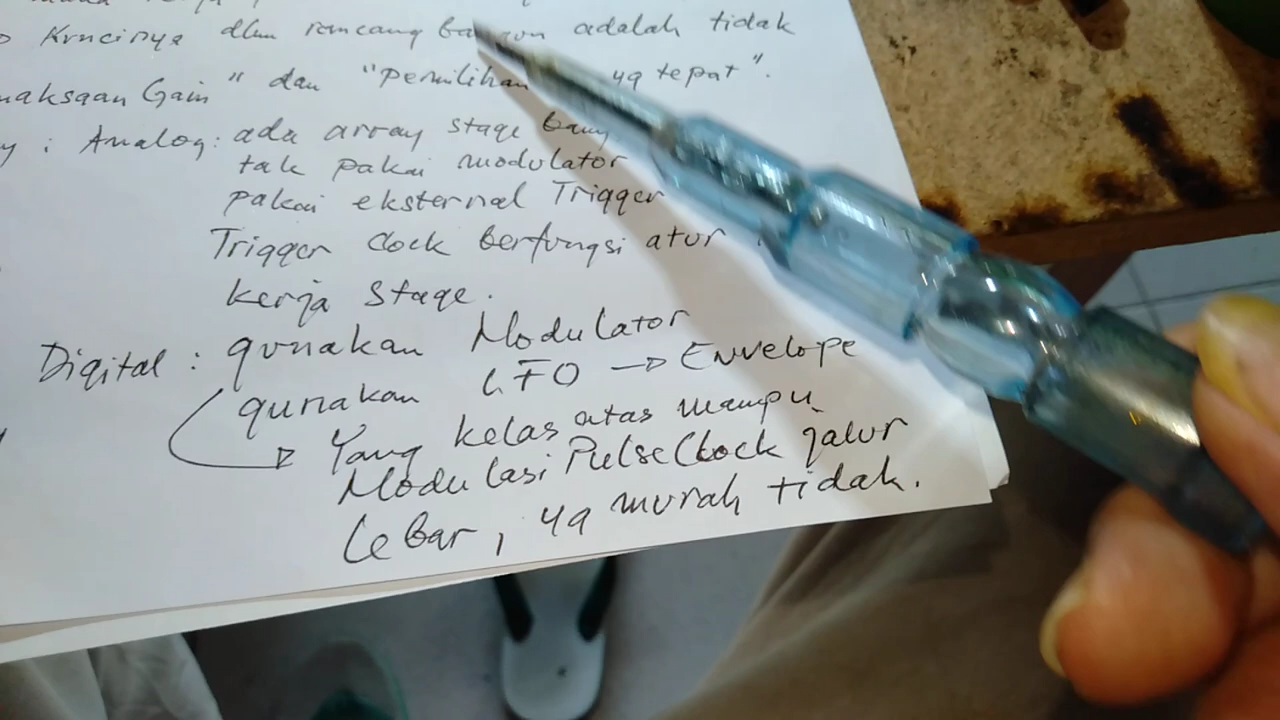 Kuncinya dlm rancang bangun adalah tidak
maksaan Gain" dan "pemilihan yg tepat".
: Analog: ada array stage
tak pakai modulator
pakai eksternal Trigger
Trigger Clock berfungsi atur
kerja stage.
Digital : gunakan Modulator
gunakan LFO → Envelope
Yang kelas atas mampu
Modulasi Pulse Clock jalur
lebar, yg murah tidak.